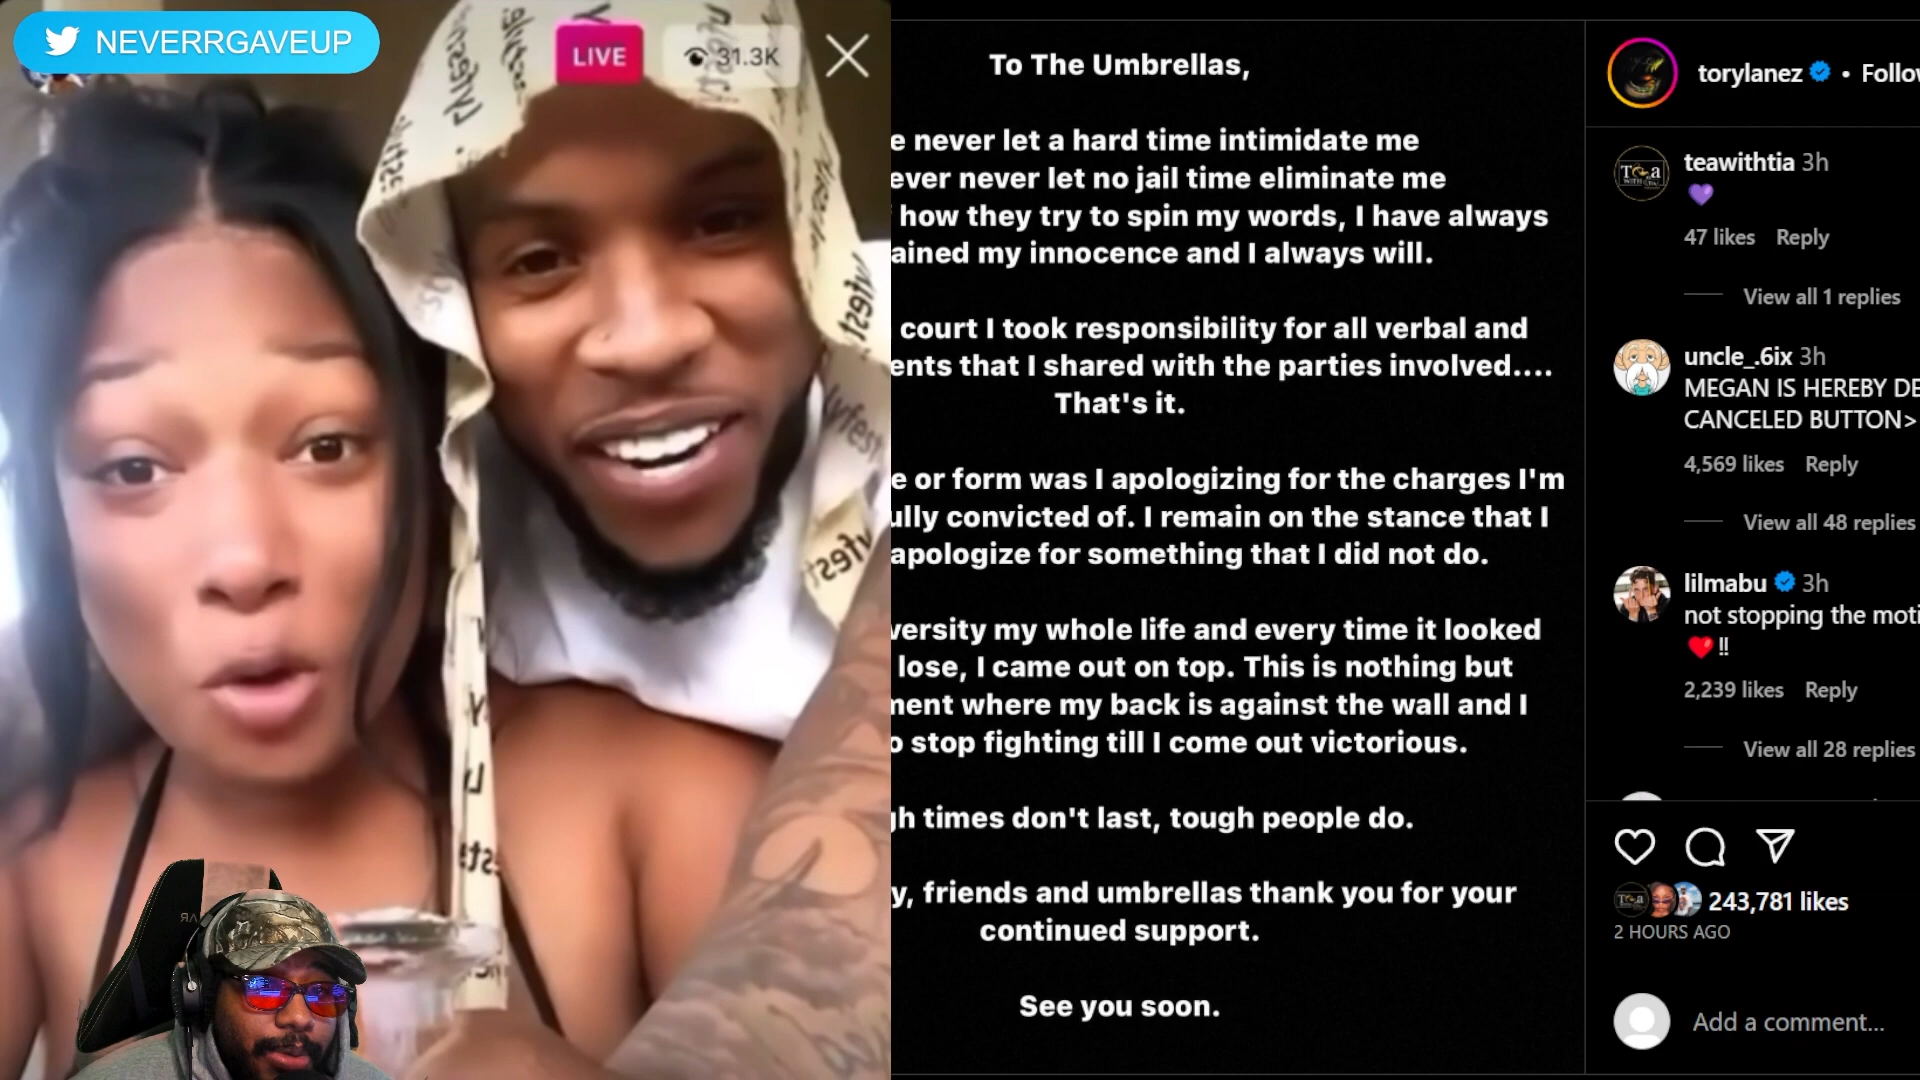 NEVERRGAVEUP
LIVE
31.3K
To The Umbrellas,
e never let a hard time intimidate me
ever never let no jail time eliminate me
how they try to spin my words, I have always
ained my innocence and I always will.
court I took responsibility for all verbal and
ents that I shared with the parties involved....
That's it.
e or form was I apologizing for the charges I'm
ully convicted of. I remain on the stance that I
apologize for something that I did not do.
versity my whole life and every time it looked
lose, I came out on top. This is nothing but
ment where my back is against the wall and I
o stop fighting till I come out victorious.
gh times don't last, tough people do.
y, friends and umbrellas thank you for your
continued support.
See you soon.
torylanez • Follow
teawithtia 3h
💜
47 likes Reply
View all 1 replies
uncle_.6ix 3h
MEGAN IS HEREBY DE
CANCELED BUTTON>
4,569 likes Reply
View all 48 replies
lilmabu 3h
not stopping the moti
❤️‼️
2,239 likes Reply
View all 28 replies
243,781 likes
2 HOURS AGO
Add a comment...